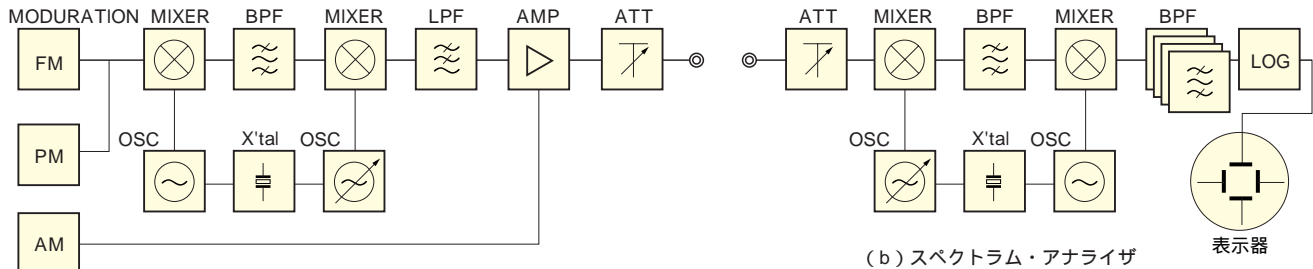 MODURATION MIXER BPF MIXER LPF AMP ATT
FM
PM
AM
OSC X'tal OSC
ATT MIXER BPF MIXER BPF
LOG
OSC X'tal OSC
表示器
(b)スペクトラム・アナライザ